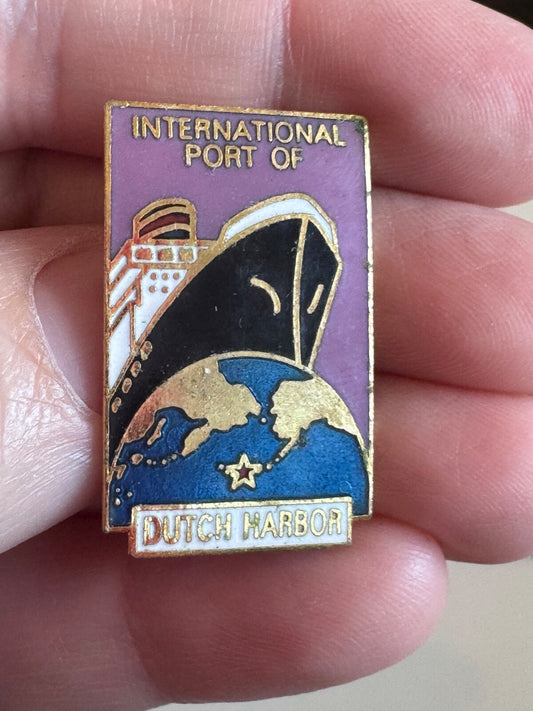 INTERNATIONAL
PORT OF
DUTCH HARBOR